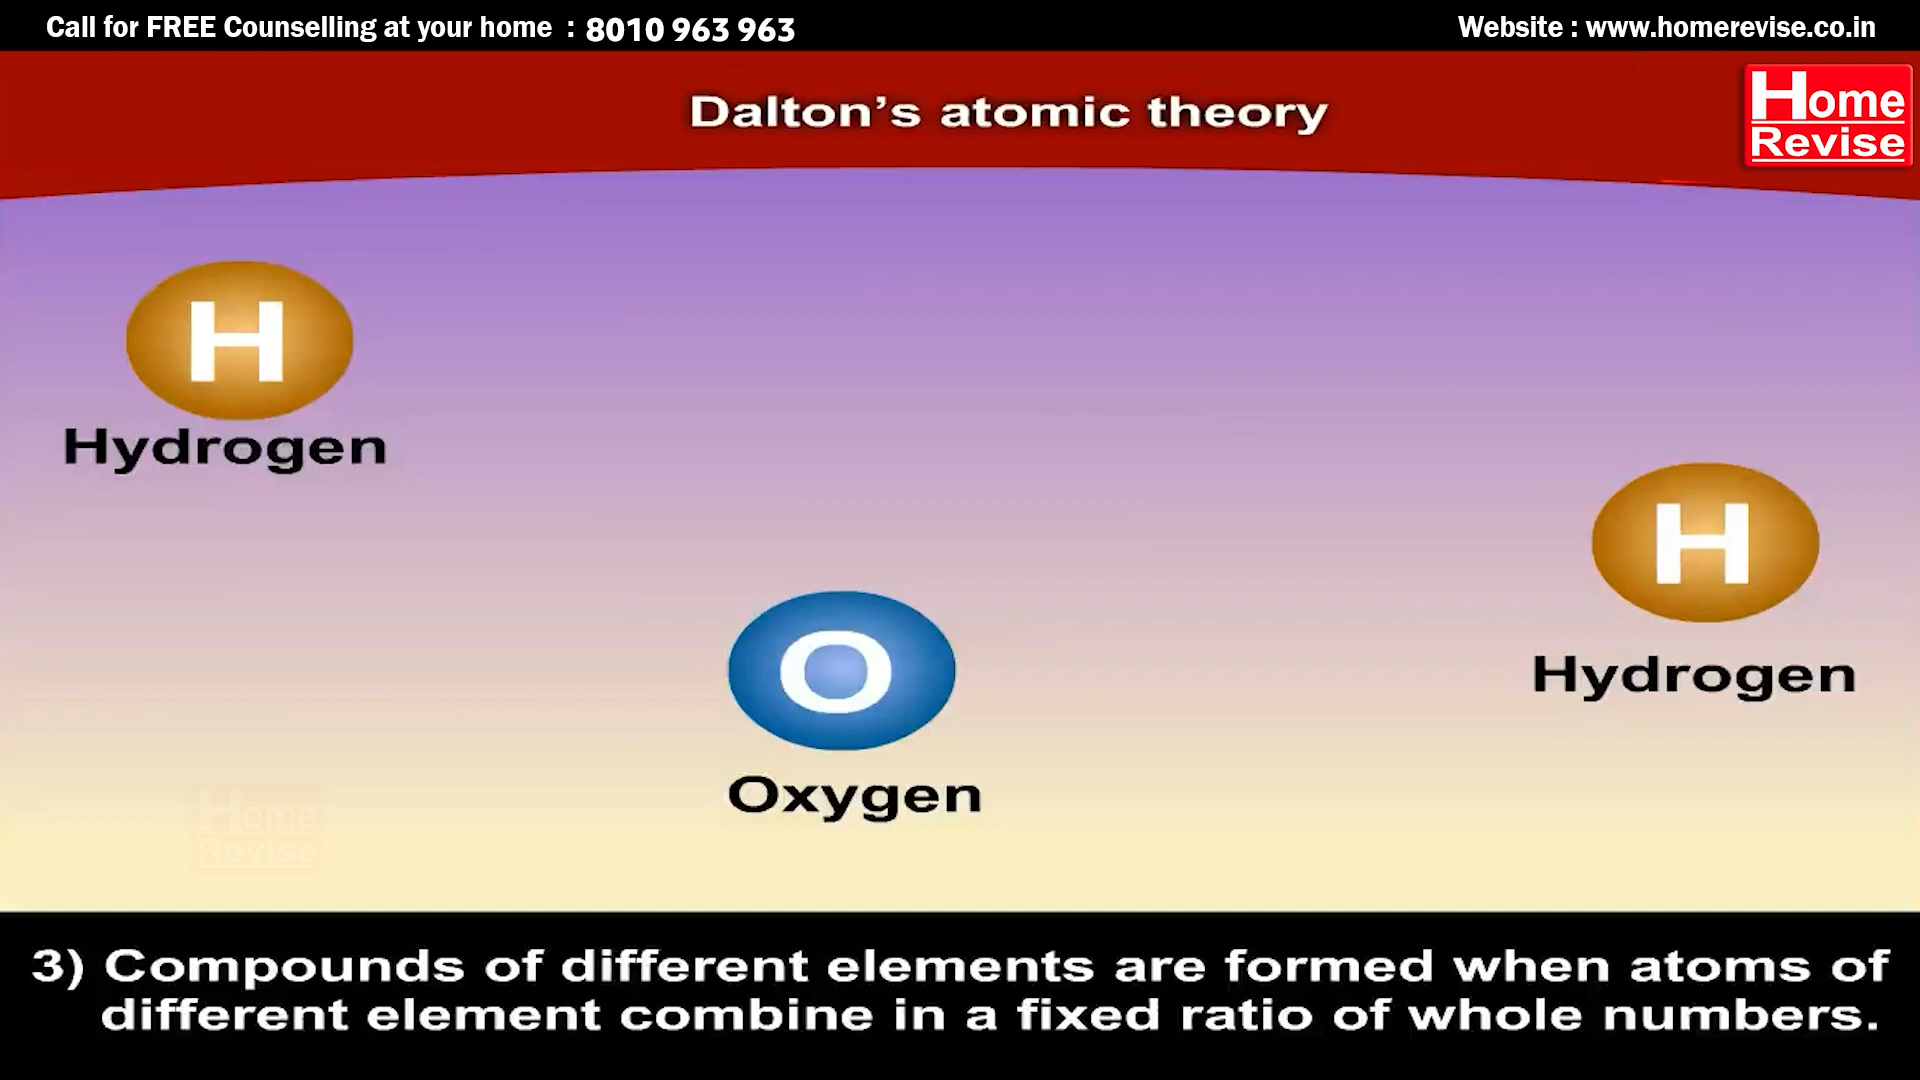 Call for FREE Counselling at your home : 8010 963 963
Website : www.homerevise.co.in
Dalton’s atomic theory
Home
Revise
H
Hydrogen
H
Hydrogen
O
Oxygen
Home
Revise
3) Compounds of different elements are formed when atoms of
different element combine in a fixed ratio of whole numbers.